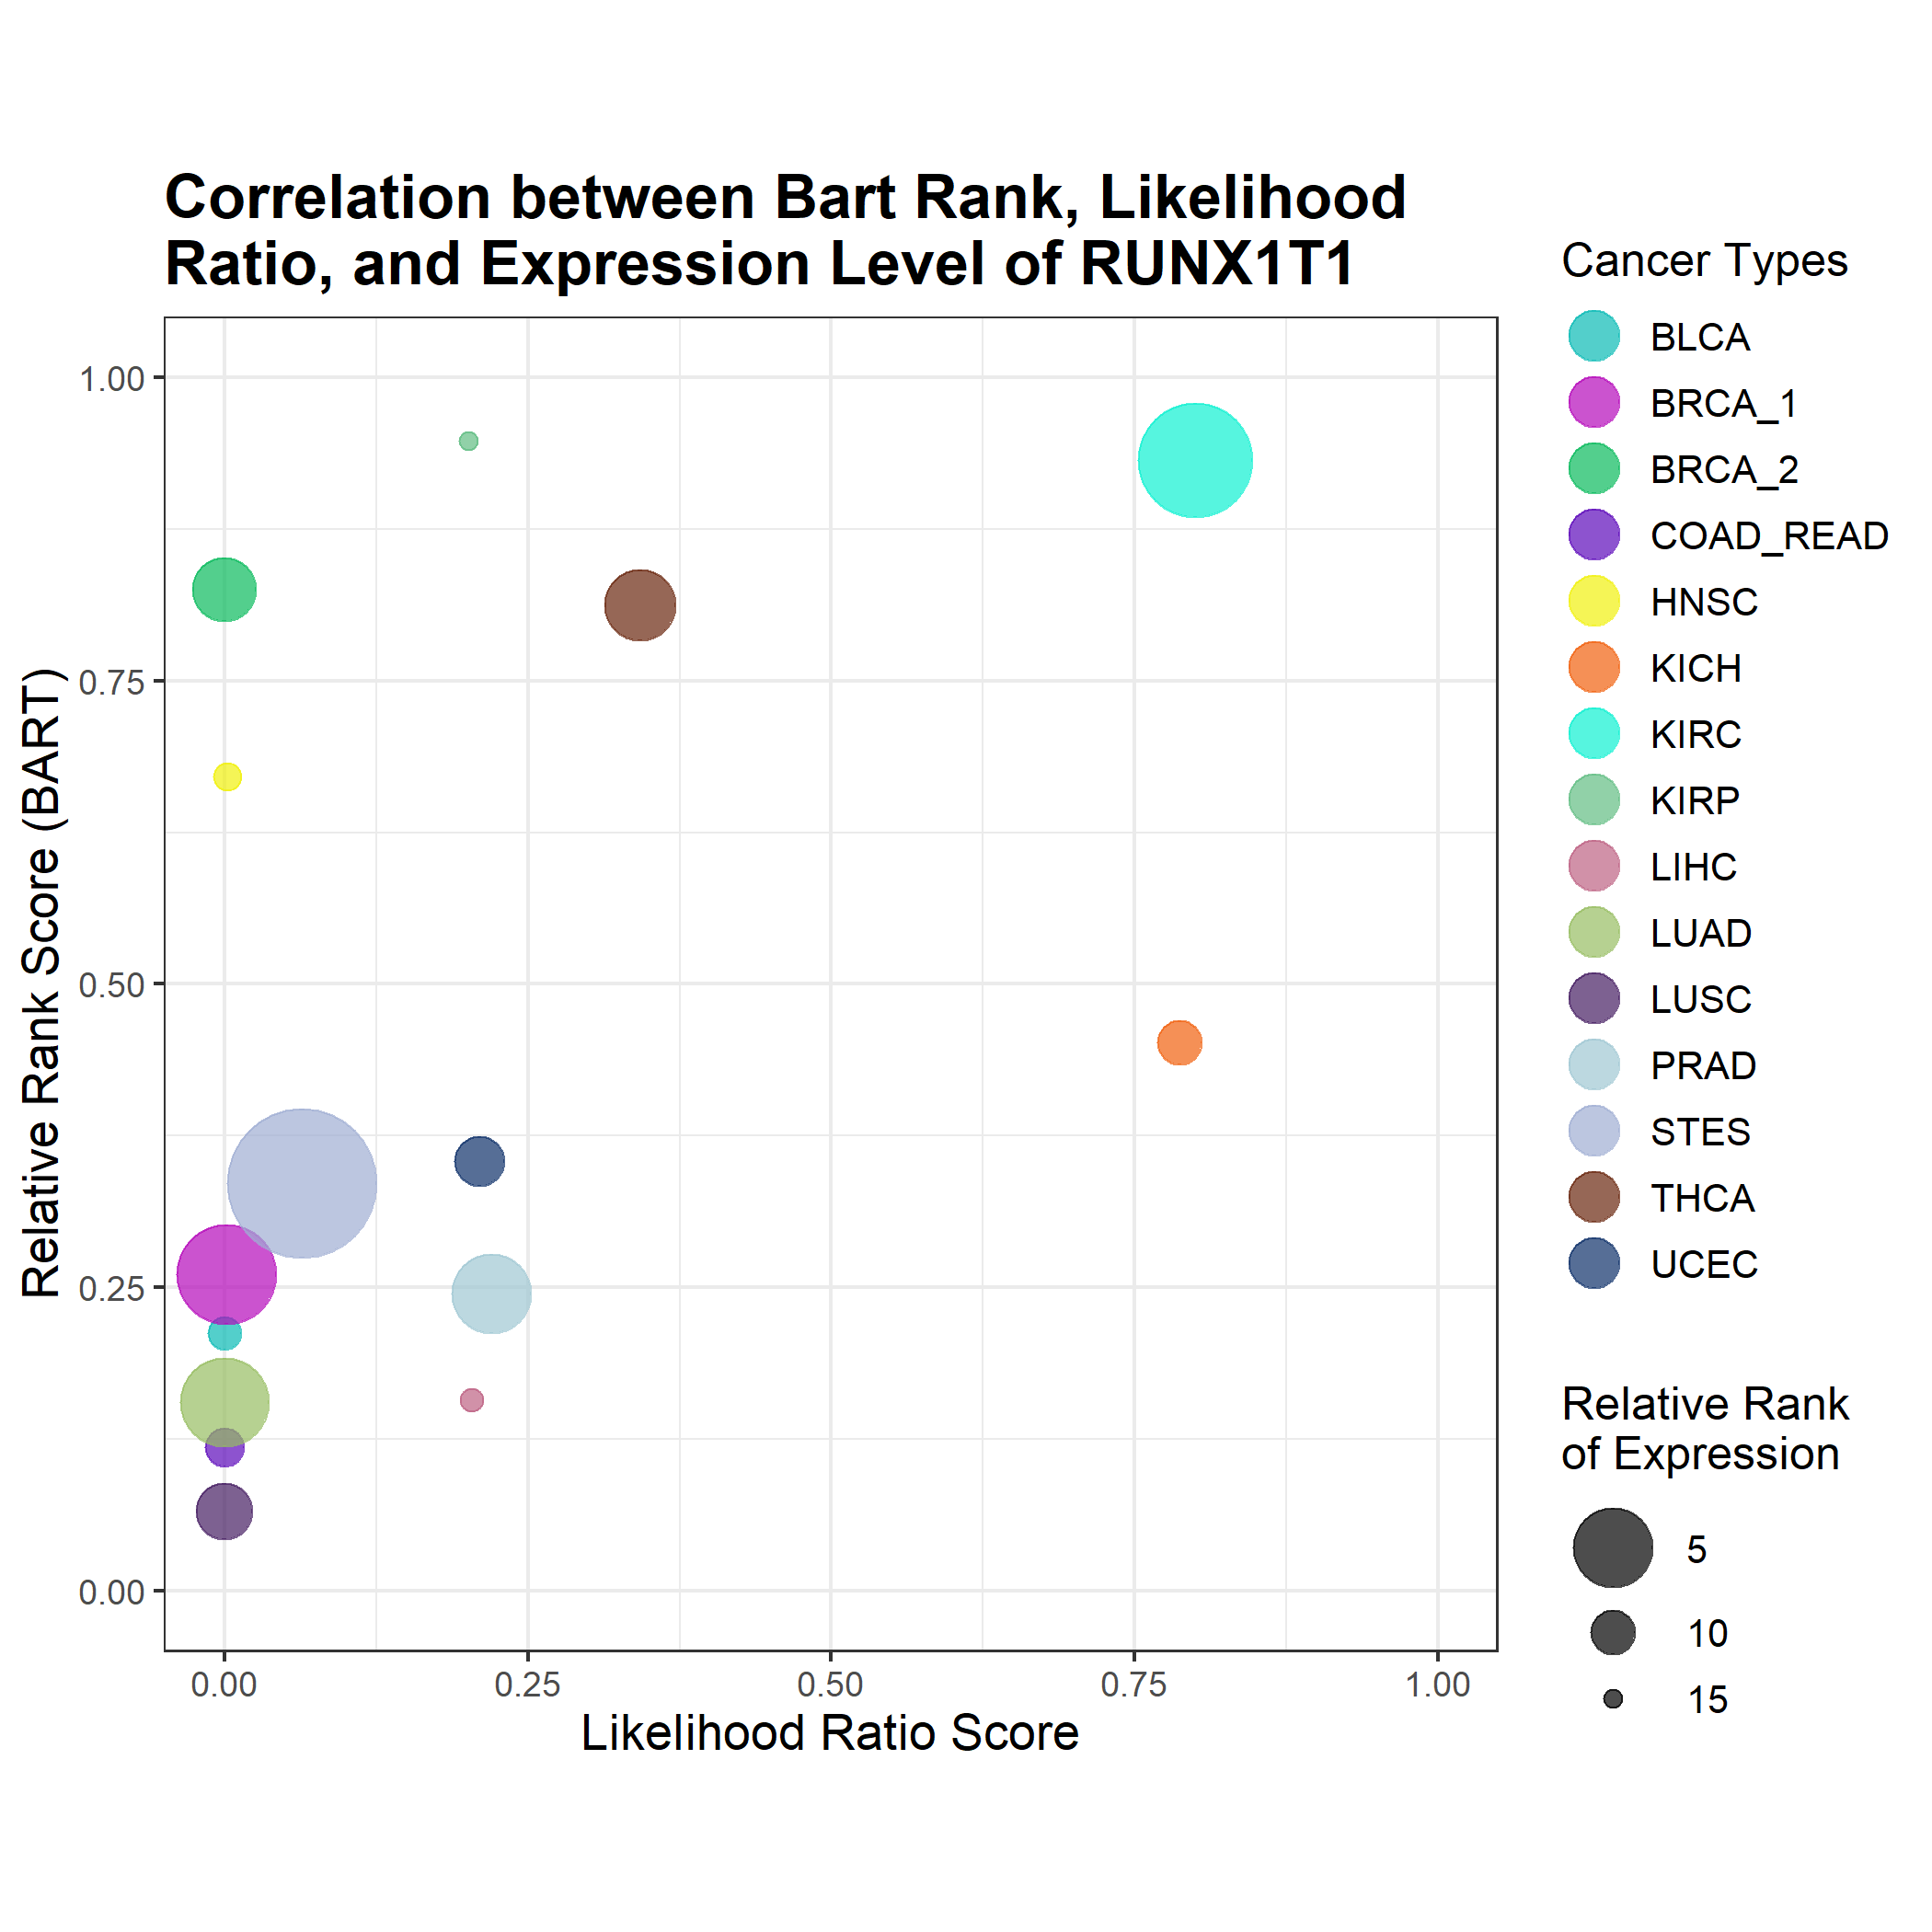 Correlation between Bart Rank, Likelihood
Ratio, and Expression Level of RUNX1T1
Relative Rank Score (BART)
1.00
0.75
0.50
0.25
0.00
0.00 0.25 0.50 0.75 1.00
Likelihood Ratio Score
Cancer Types
BLCA
BRCA_1
BRCA_2
COAD_READ
HNSC
KICH
KIRC
KIRP
LIHC
LUAD
LUSC
PRAD
STES
THCA
UCEC
Relative Rank
of Expression
5
10
15